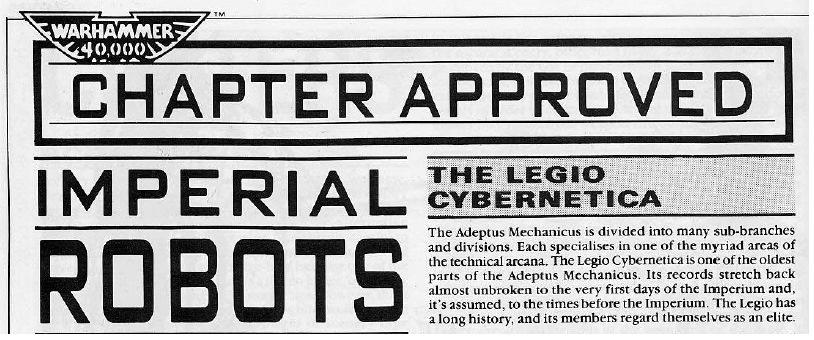 WARHAMMER
40,000
TM
CHAPTER APPROVED
IMPERIAL
ROBOTS
THE LEGIO
CYBERNETICA
The Adeptus Mechanicus is divided into many sub-branches
and divisions. Each specialises in one of the myriad areas of
the technical arcana. The Legio Cybernetica is one of the oldest
parts of the Adeptus Mechanicus. Its records stretch back
almost unbroken to the very first days of the Imperium and,
it's assumed, to the times before the Imperium. The Legio has
a long history, and its members regard themselves as an elite.